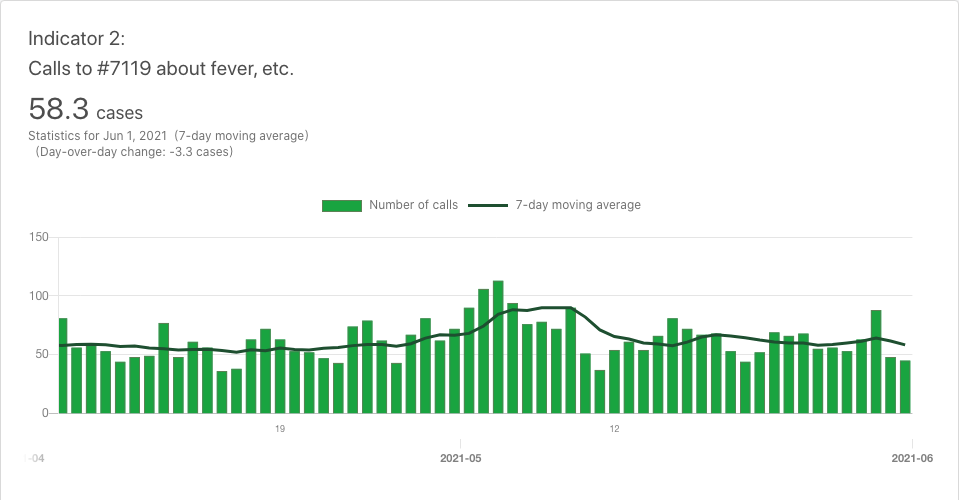 Indicator 2:
Calls to #7119 about fever, etc.
58.3 cases
Statistics for Jun 1, 2021 (7-day moving average)
(Day-over-day change: -3.3 cases)
Number of calls 7-day moving average
150
100
50
0
19 12
-04 2021-05 2021-06